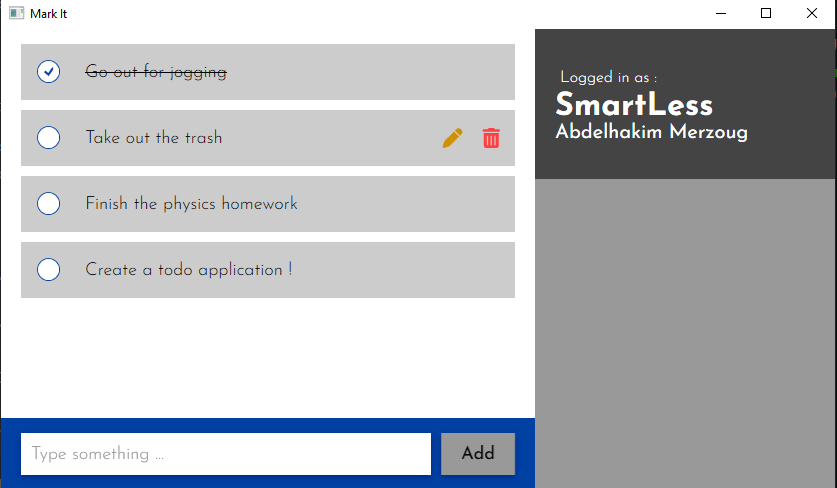 Mark It
Go out for jogging
Take out the trash
Finish the physics homework
Create a todo application !
Type something ...
Add
Logged in as :
SmartLess
Abdelhakim Merzoug